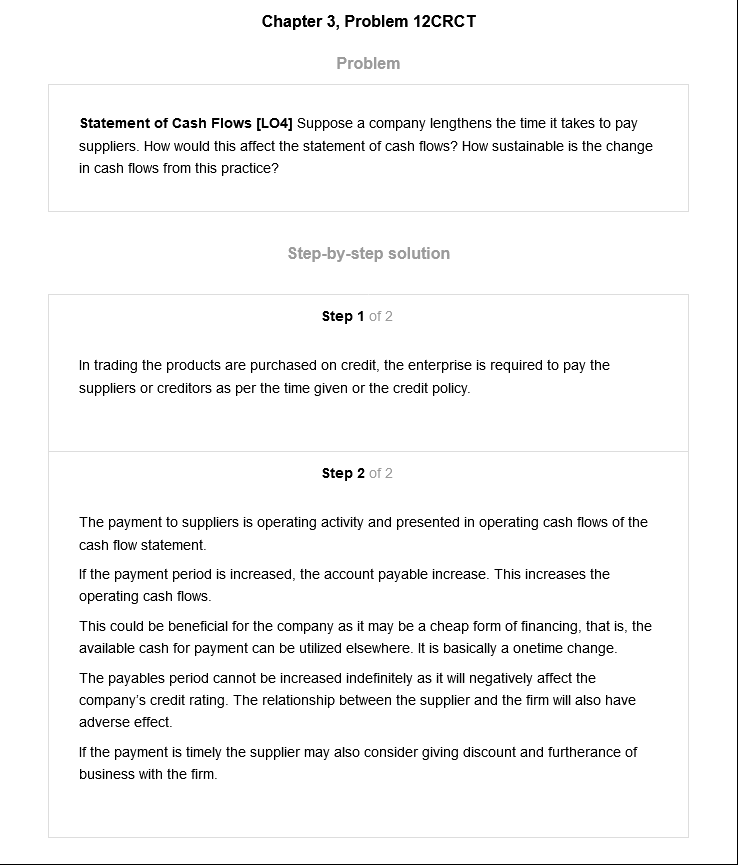 Chapter 3, Problem 12CRCT
Problem
Statement of Cash Flows [LO4] Suppose a company lengthens the time it takes to pay
suppliers. How would this affect the statement of cash flows? How sustainable is the change
in cash flows from this practice?
Step-by-step solution
Step 1 of 2
In trading the products are purchased on credit, the enterprise is required to pay the
suppliers or creditors as per the time given or the credit policy.
Step 2 of 2
The payment to suppliers is operating activity and presented in operating cash flows of the
cash flow statement.
If the payment period is increased, the account payable increase. This increases the
operating cash flows.
This could be beneficial for the company as it may be a cheap form of financing, that is, the
available cash for payment can be utilized elsewhere. It is basically a onetime change.
The payables period cannot be increased indefinitely as it will negatively affect the
company’s credit rating. The relationship between the supplier and the firm will also have
adverse effect.
If the payment is timely the supplier may also consider giving discount and furtherance of
business with the firm.